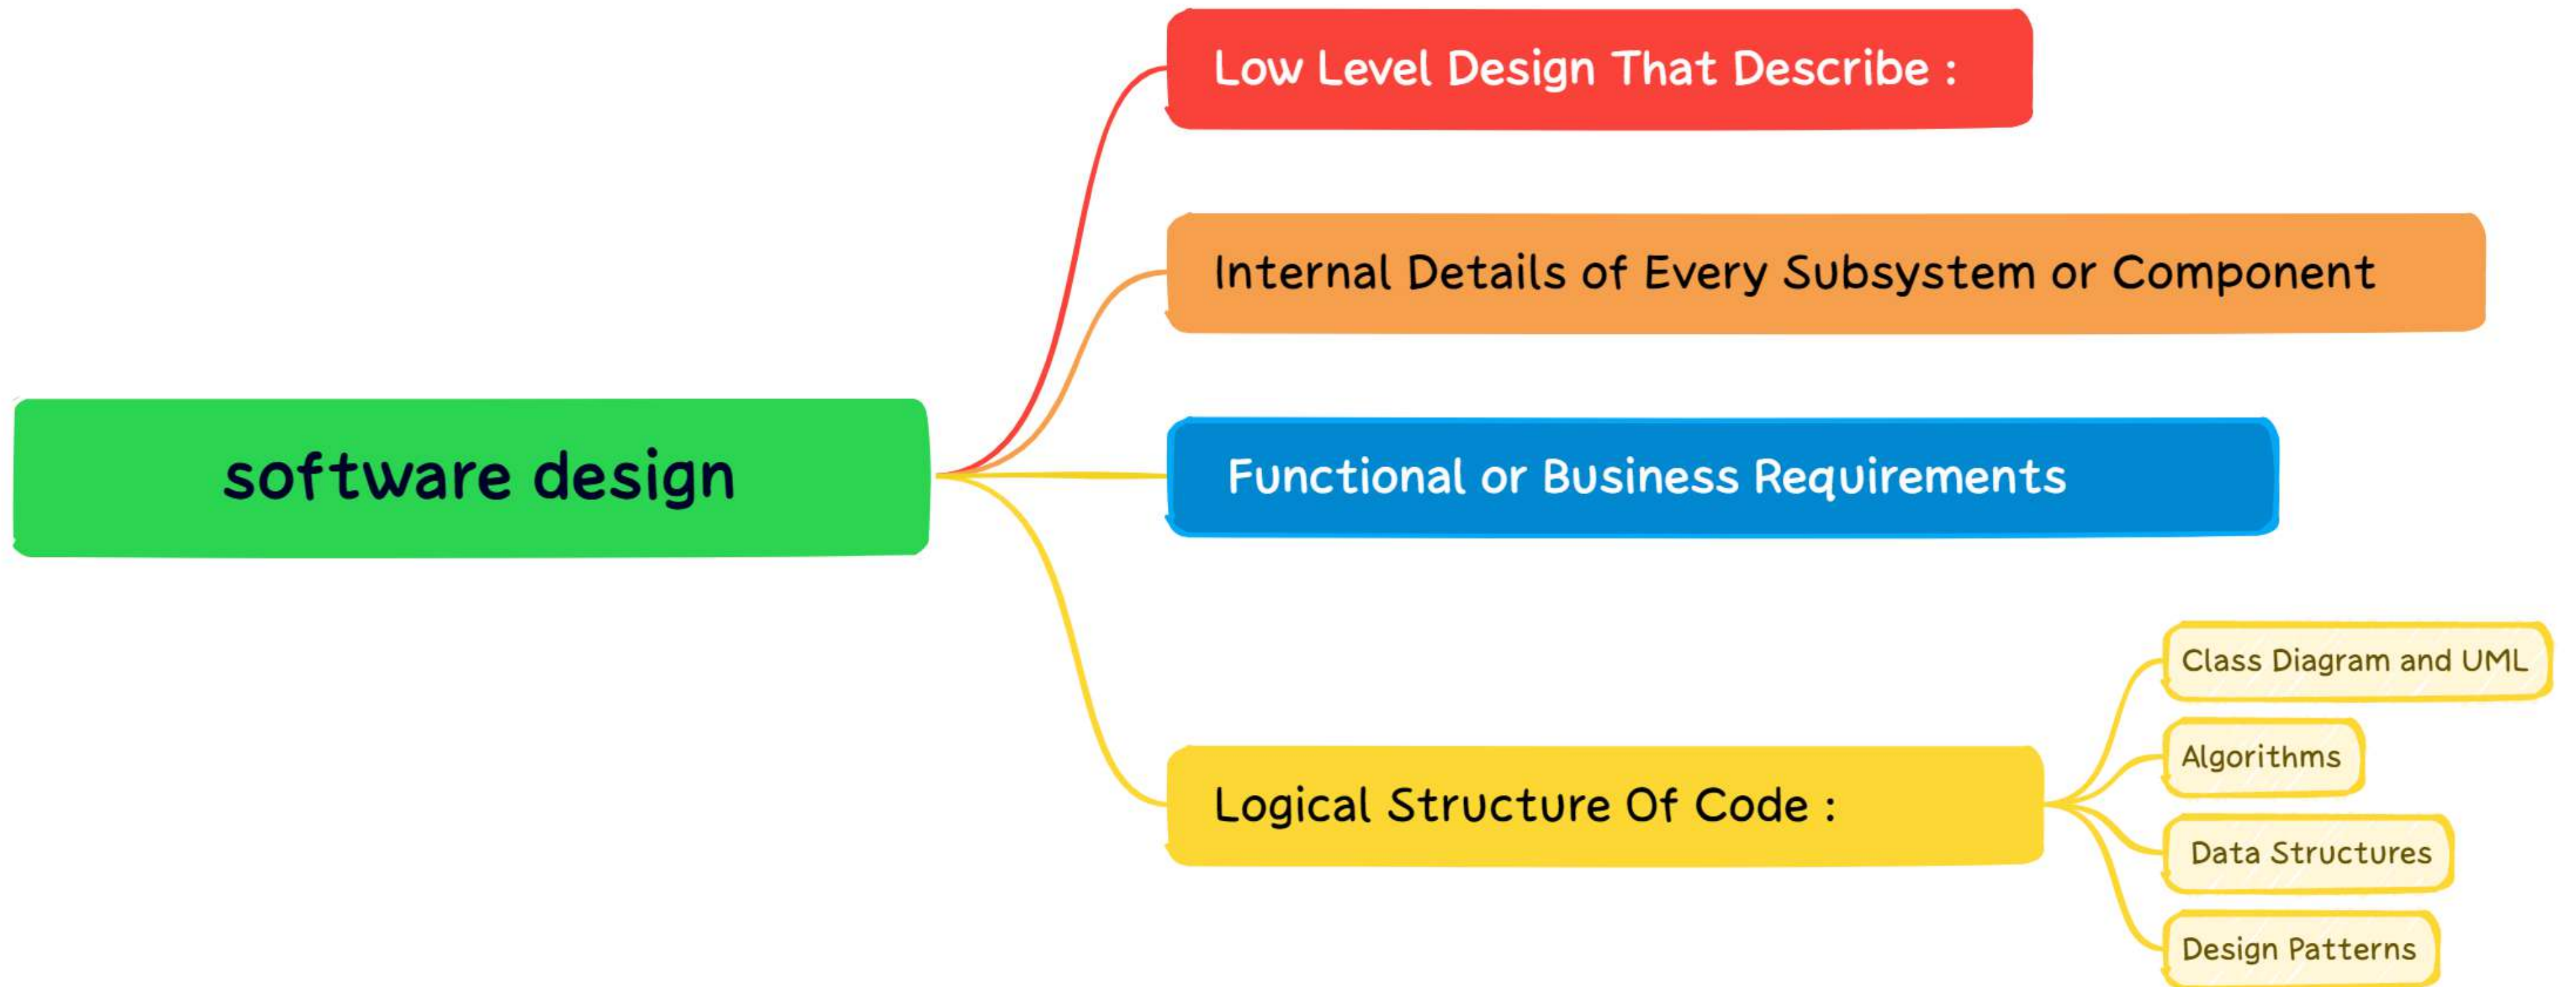 Low Level Design That Describe :
Internal Details of Every Subsystem or Component
software design
Functional or Business Requirements
Class Diagram and UML
Algorithms
Logical Structure Of Code :
Data Structures
Design Patterns